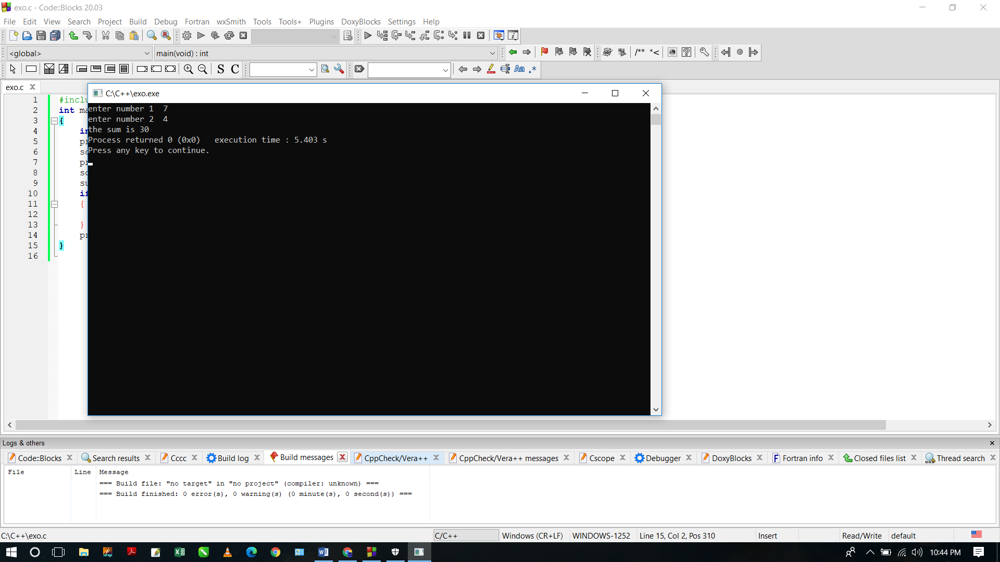 exo.c - Code::Blocks 20.03
File Edit View Search Project Build Debug Fortran wxSmith Tools Tools+ Plugins DoxyBlocks Settings Help
<global> main(void) : int /** *<
S C Aa .*
exo.c
C:\C++\exo.exe
1 #inclu
2 int ma
3 {
4 in
5 pr
6 sc
7 pr
8 sc
9 su
10 if
11 {
12
13 }
14 pr
15 }
16
enter number 1  7
enter number 2  4
the sum is 30
Process returned 0 (0x0)   execution time : 5.403 s
Press any key to continue.
Logs & others
Code::Blocks Search results Cccc Build log Build messages CppCheck/Vera++ CppCheck/Vera++ messages Cscope Debugger DoxyBlocks Fortran info Closed files list Thread search
File Line Message
=== Build file: "no target" in "no project" (compiler: unknown) ===
=== Build finished: 0 error(s), 0 warning(s) (0 minute(s), 0 second(s)) ===
C:\C++\exo.c C/C++ Windows (CR+LF) WINDOWS-1252 Line 15, Col 2, Pos 310 Insert Read/Write default
10:44 PM